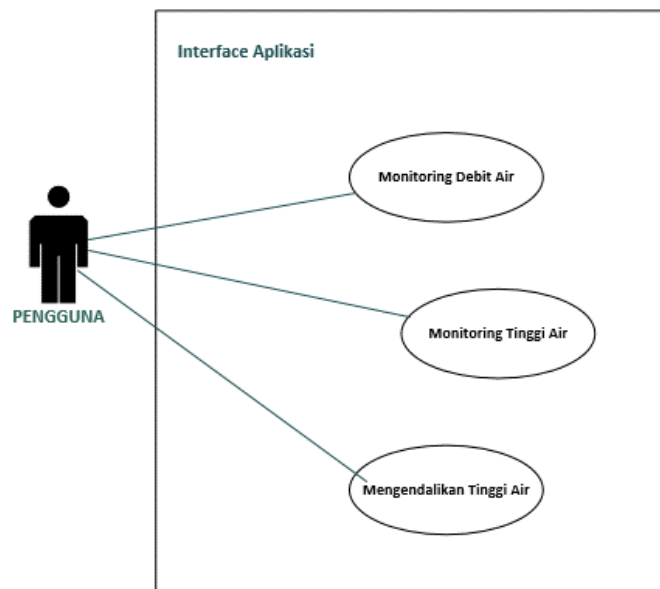 Interface Aplikasi
Monitoring Debit Air
PENGGUNA
Monitoring Tinggi Air
Mengendalikan Tinggi Air